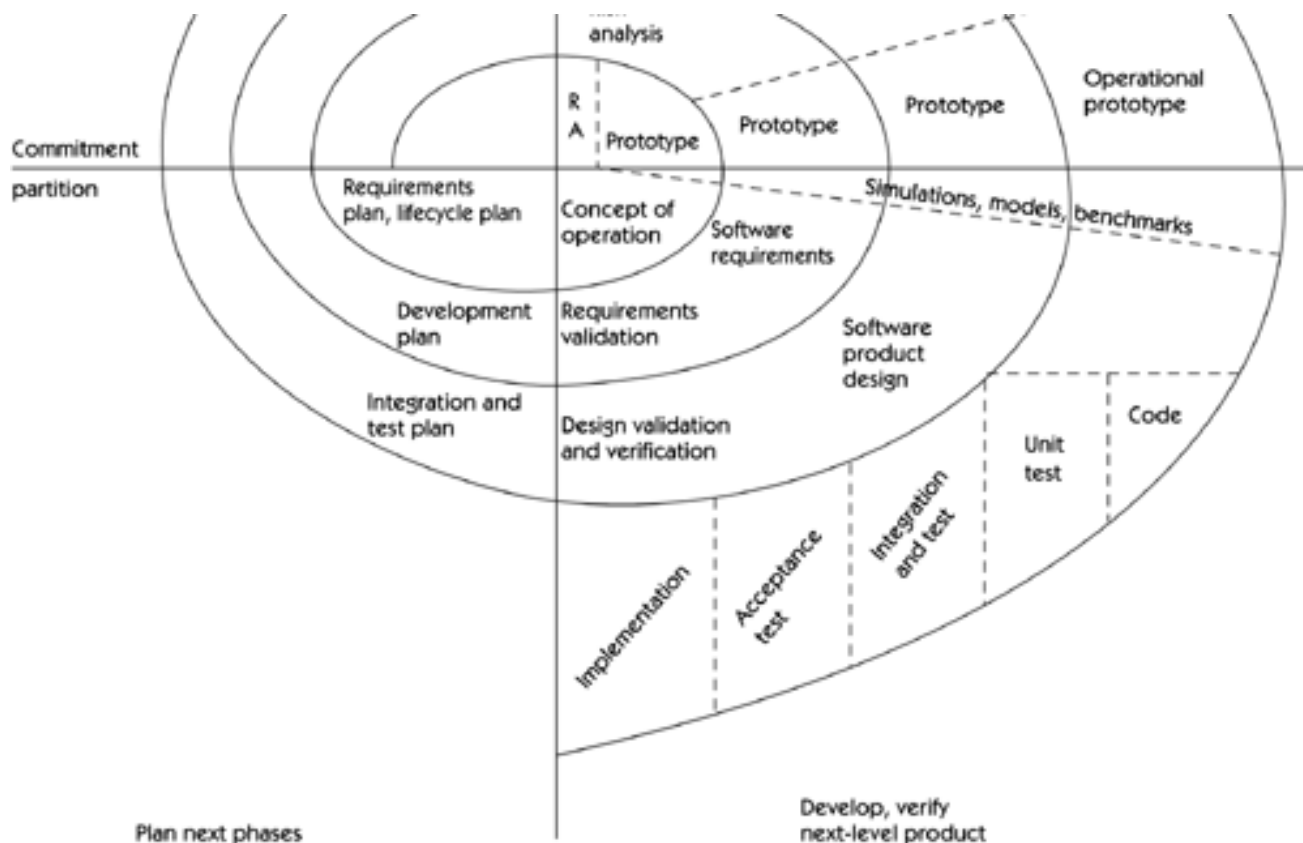 analysis
R
A
Prototype
Prototype
Prototype
Operational
prototype
Commitment
partition
Requirements
plan, lifecycle plan
Concept of
operation
Software
requirements
Simulations, models, benchmarks
Development
plan
Requirements
validation
Software
product
design
Integration and
test plan
Design validation
and verification
Code
Unit
test
Integration
and test
Acceptance
test
Implementation
Plan next phases
Develop, verify
next-level product